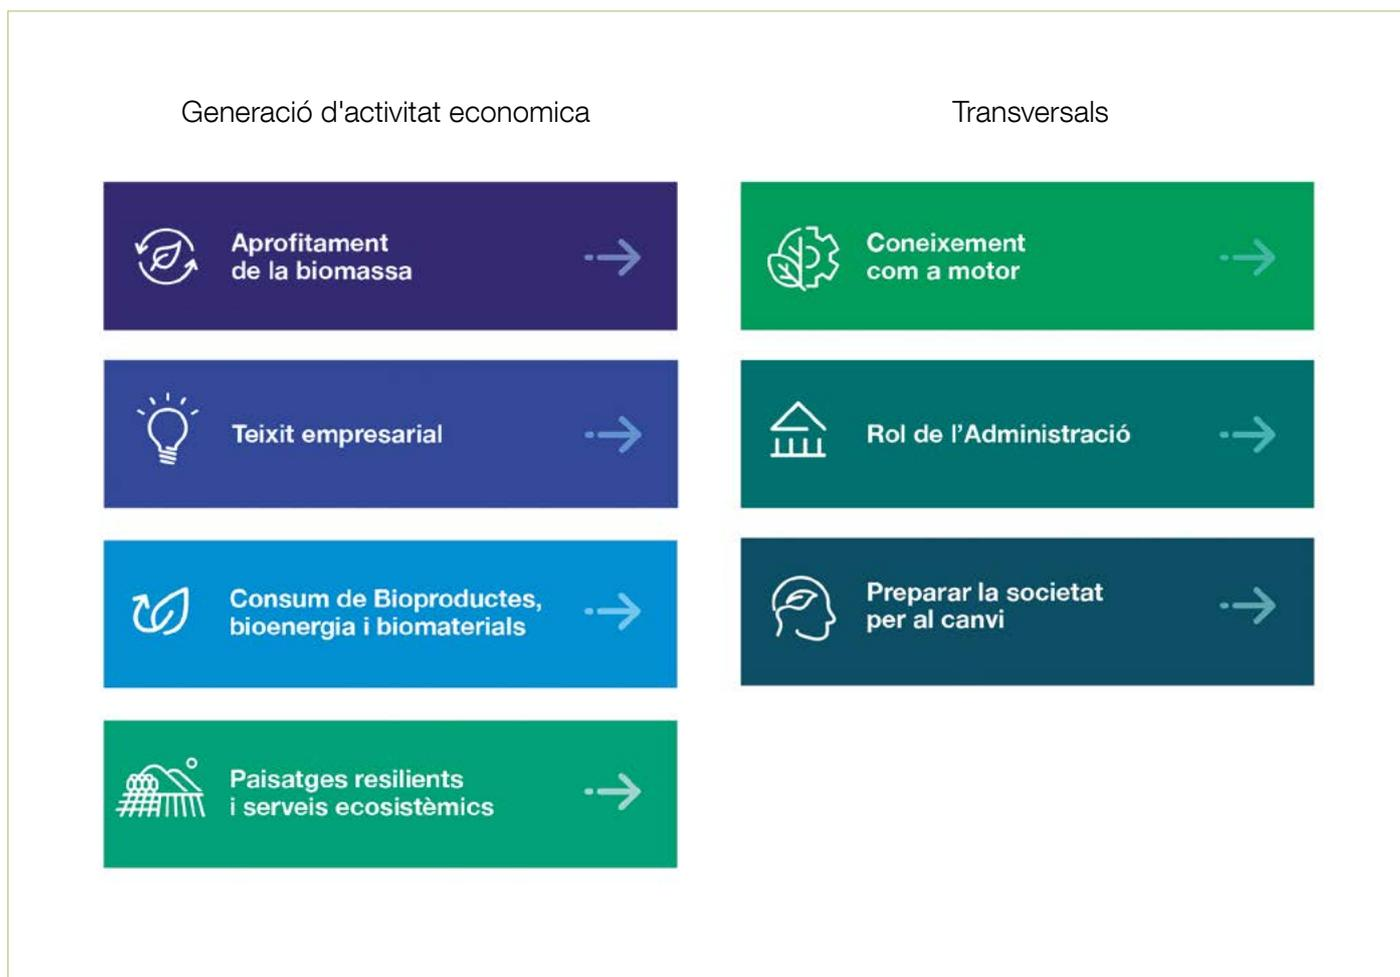 Generació d'activitat economica
Aprofitament
de la biomassa
Teixit empresarial
Consum de Bioproductes,
bioenergia i biomaterials
Paisatges resilients
i serveis ecosistèmics
Transversals
Coneixement
com a motor
Rol de l’Administració
Preparar la societat
per al canvi